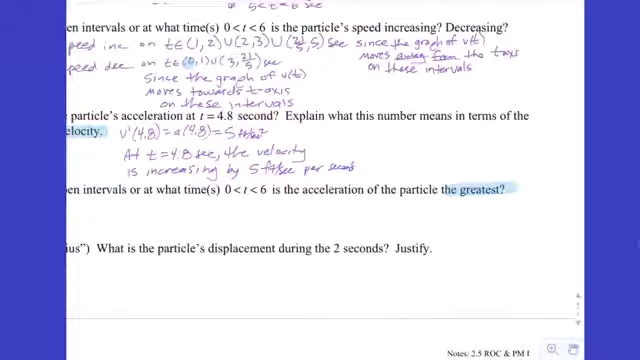 5 < t < 6 sec
pen intervals or at what time(s) 0 < t < 6 is the particle's speed increasing? Decreasing?
peed inc on t∈(1,2)∪(2,3)∪(21/5,5) sec since the graph of v(t)
moves away from the t axis
on these intervals
peed dec on t∈(0,1)∪(3,21/5) sec
Since the graph of v(t)
moves towards t-axis
on these intervals
e particle's acceleration at t = 4.8 second? Explain what this number means in terms of the
elocity. v'(4.8) = a(4.8) = 5 ft/sec²
At t = 4.8 sec, the velocity
is increasing by 5 ft/sec per second
pen intervals or at what time(s) 0 < t < 6 is the acceleration of the particle the greatest?
ius") What is the particle's displacement during the 2 seconds? Justify.
Notes: 2.5 ROC & PM I